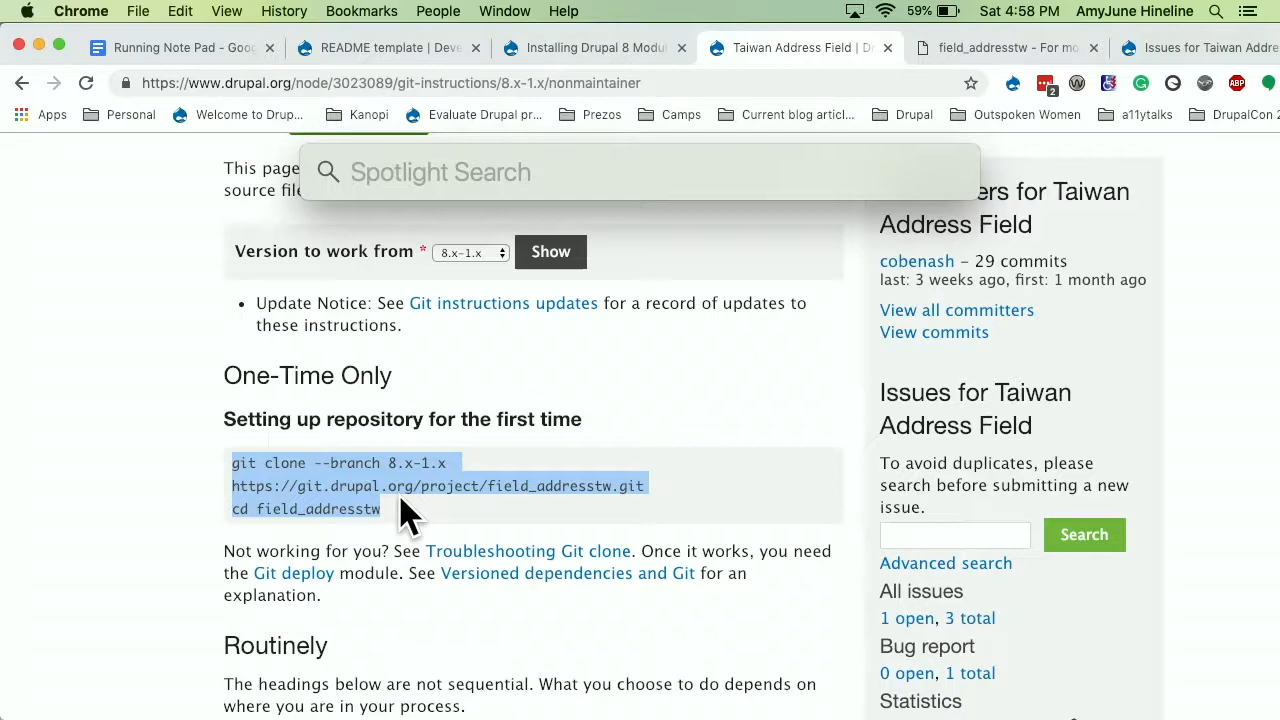 Chrome File Edit View History Bookmarks People Window Help 59% Sat 4:58 PM AmyJune Hineline
Running Note Pad - Goog
README template | Deve
Installing Drupal 8 Modul
Taiwan Address Field | Dr
field_addresstw - For mo
Issues for Taiwan Addre
https://www.drupal.org/node/3023089/git-instructions/8.x-1.x/nonmaintainer
2
W
ABP
Apps Personal Welcome to Drup... Kanopi Evaluate Drupal pr... Prezos Camps Current blog articl... Drupal Outspoken Women a11ytalks DrupalCon 2
Spotlight Search
This page
source file
Version to work from * 8.x-1.x Show
• Update Notice: See Git instructions updates for a record of updates to
these instructions.
One-Time Only
Setting up repository for the first time
git clone --branch 8.x-1.x
https://git.drupal.org/project/field_addresstw.git
cd field_addresstw
Not working for you? See Troubleshooting Git clone. Once it works, you need
the Git deploy module. See Versioned dependencies and Git for an
explanation.
Routinely
The headings below are not sequential. What you choose to do depends on
where you are in your process.
ers for Taiwan
Address Field
cobenash – 29 commits
last: 3 weeks ago, first: 1 month ago
View all committers
View commits
Issues for Taiwan
Address Field
To avoid duplicates, please
search before submitting a new
issue.
Search
Advanced search
All issues
1 open, 3 total
Bug report
0 open, 1 total
Statistics